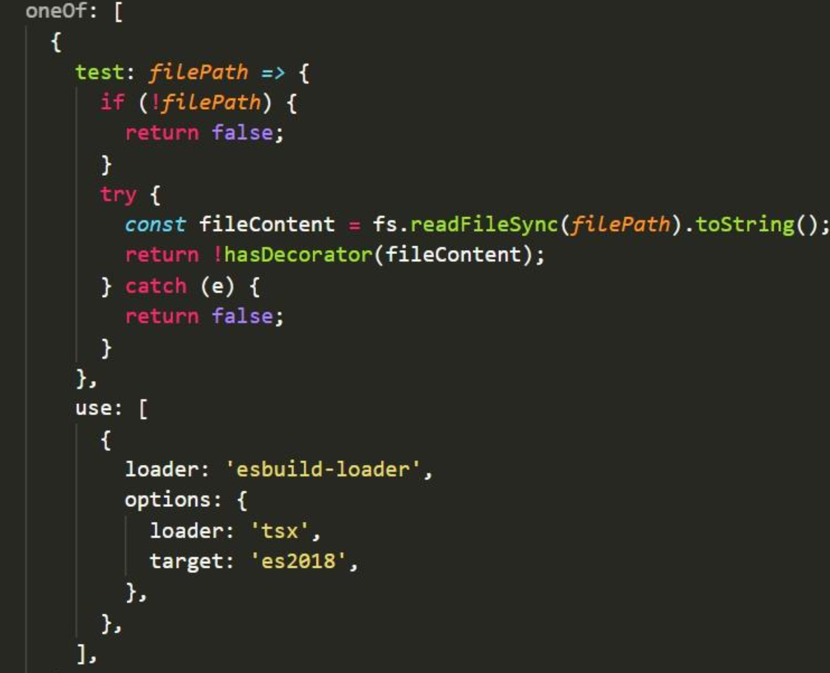 oneOf: [
{
test: filePath => {
if (!filePath) {
return false;
}
try {
const fileContent = fs.readFileSync(filePath).toString();
return !hasDecorator(fileContent);
} catch (e) {
return false;
}
},
use: [
{
loader: 'esbuild-loader',
options: {
loader: 'tsx',
target: 'es2018',
},
},
],